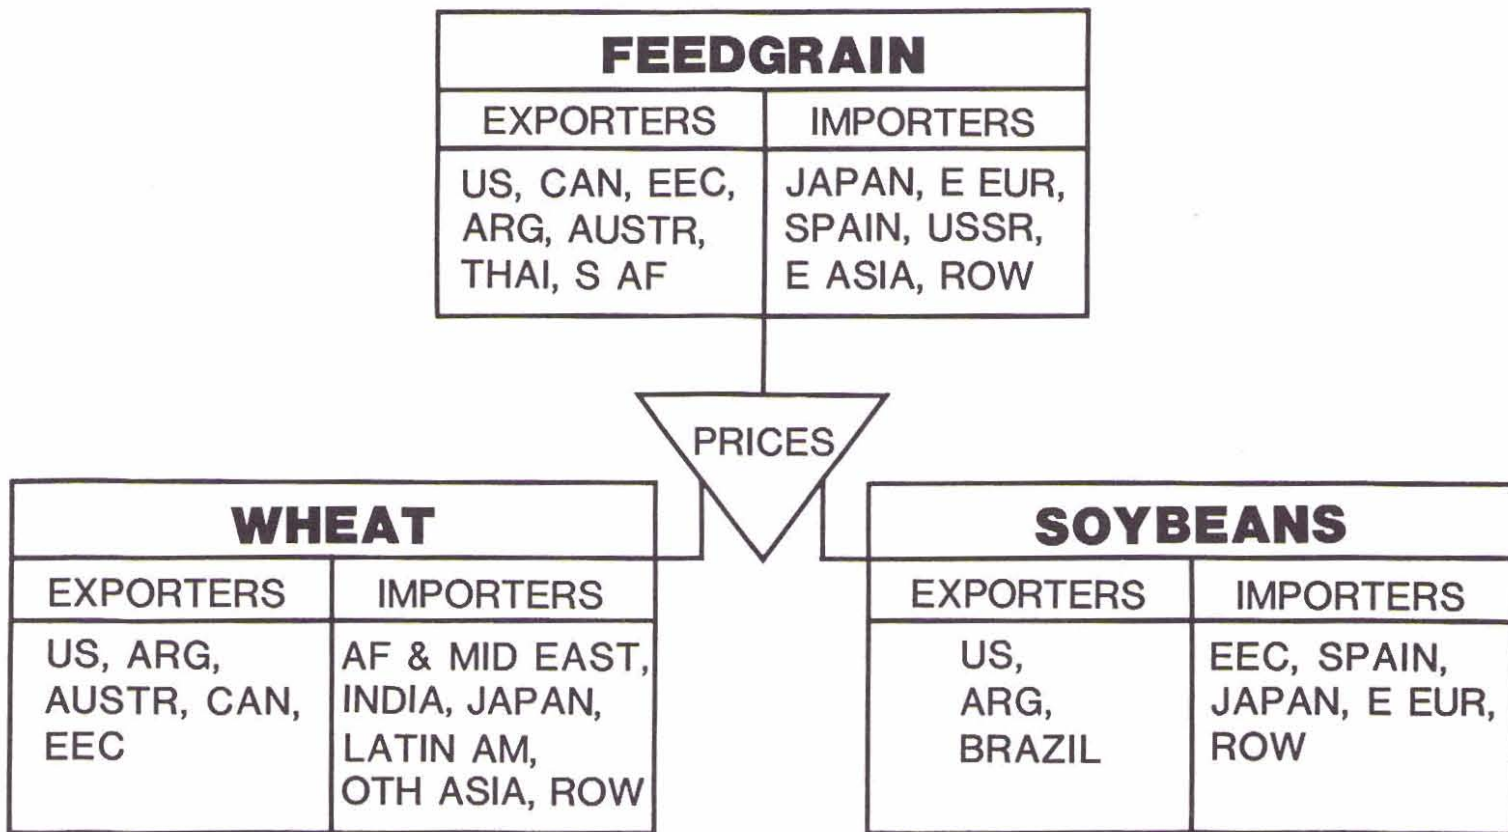 FEEDGRAIN
EXPORTERS
IMPORTERS
US, CAN, EEC,
ARG, AUSTR,
THAI, S AF
JAPAN, E EUR,
SPAIN, USSR,
E ASIA, ROW
PRICES
WHEAT
EXPORTERS
IMPORTERS
US, ARG,
AUSTR, CAN,
EEC
AF & MID EAST,
INDIA, JAPAN,
LATIN AM,
OTH ASIA, ROW
SOYBEANS
EXPORTERS
IMPORTERS
US,
ARG,
BRAZIL
EEC, SPAIN,
JAPAN, E EUR,
ROW